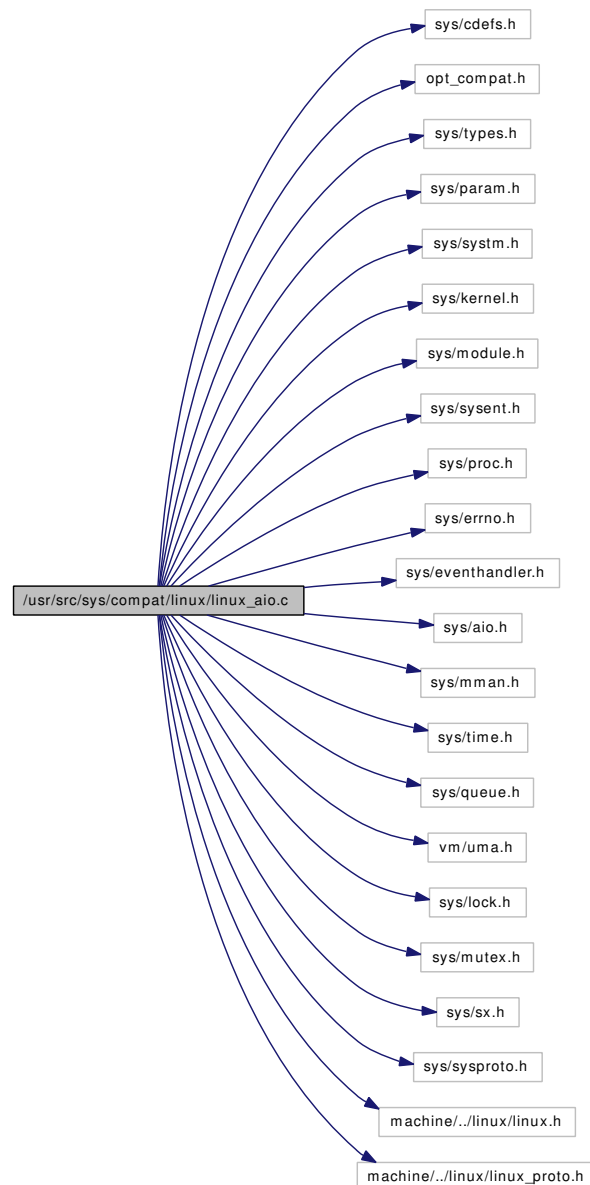 sys/cdefs.h
opt_compat.h
sys/types.h
sys/param.h
sys/systm.h
sys/kernel.h
sys/module.h
sys/sysent.h
sys/proc.h
sys/errno.h
sys/eventhandler.h
/usr/src/sys/compat/linux/linux_aio.c
sys/aio.h
sys/mman.h
sys/time.h
sys/queue.h
vm/uma.h
sys/lock.h
sys/mutex.h
sys/sx.h
sys/sysproto.h
machine/../linux/linux.h
machine/../linux/linux_proto.h